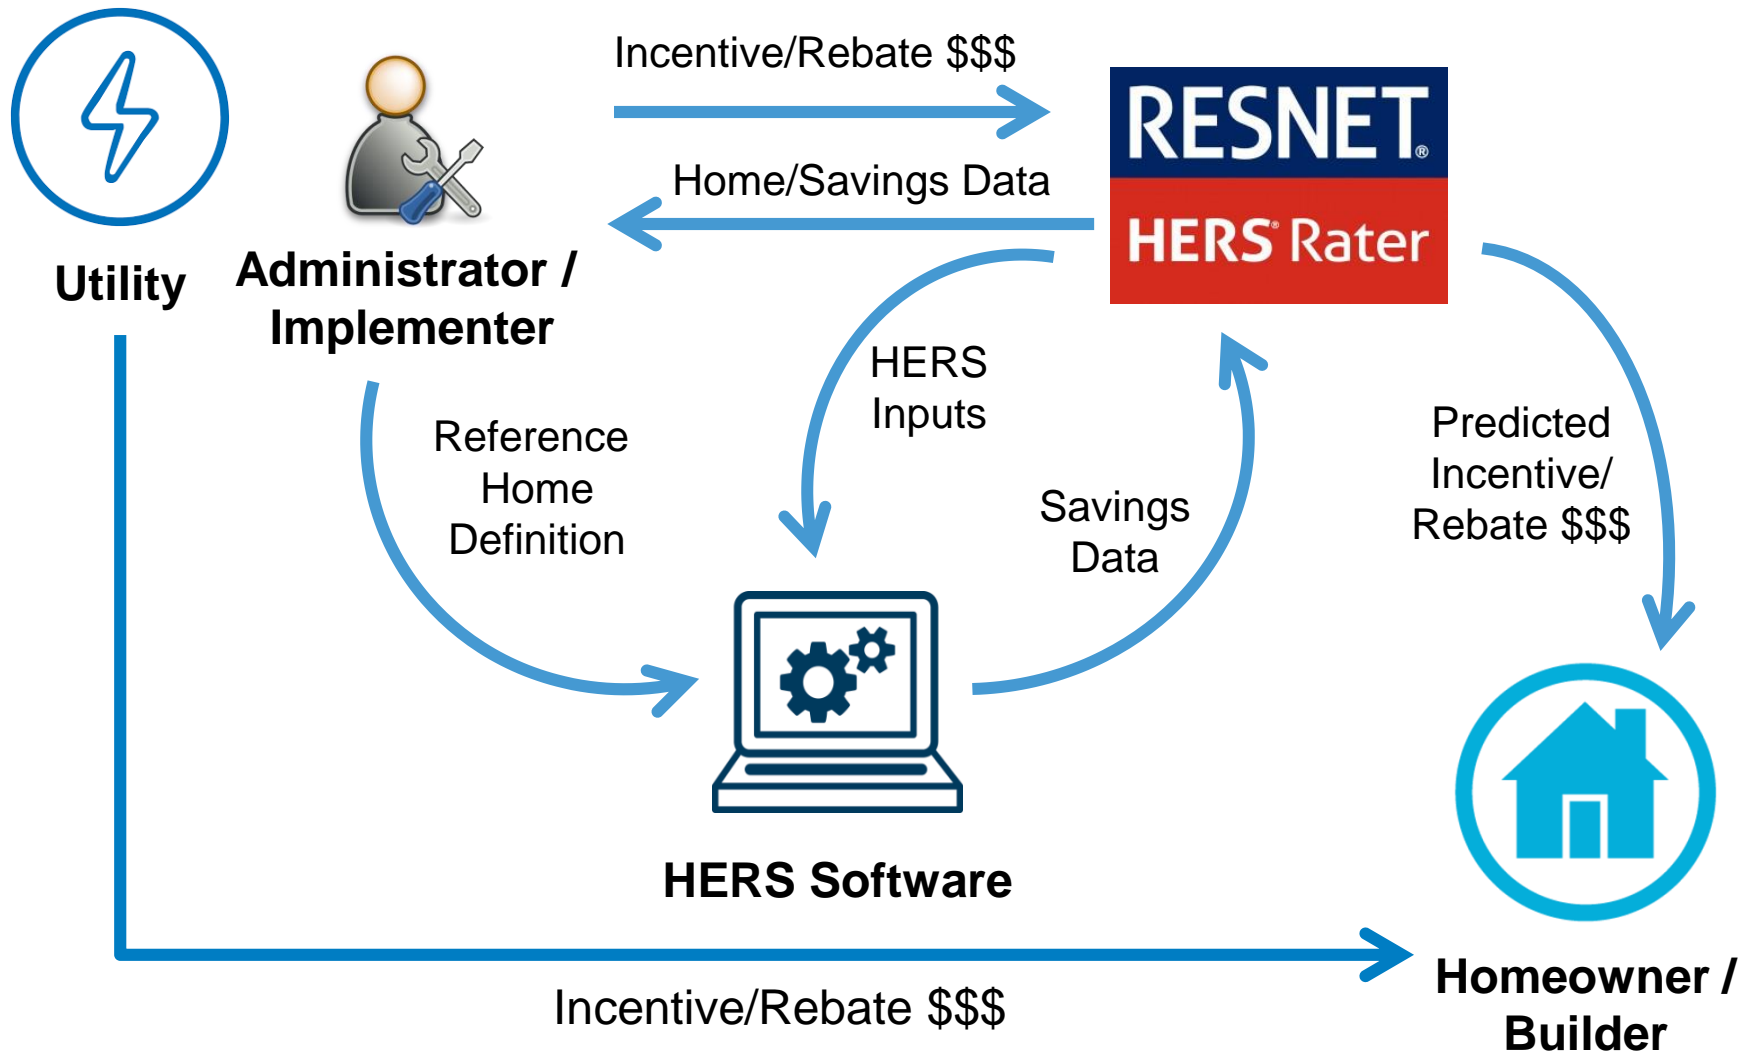 Incentive/Rebate $$$
RESNET®
Home/Savings Data
HERS® Rater
Utility
Administrator /
Implementer
HERS
Inputs
Reference
Home
Definition
Savings
Data
Predicted
Incentive/
Rebate $$$
HERS Software
Incentive/Rebate $$$
Homeowner /
Builder